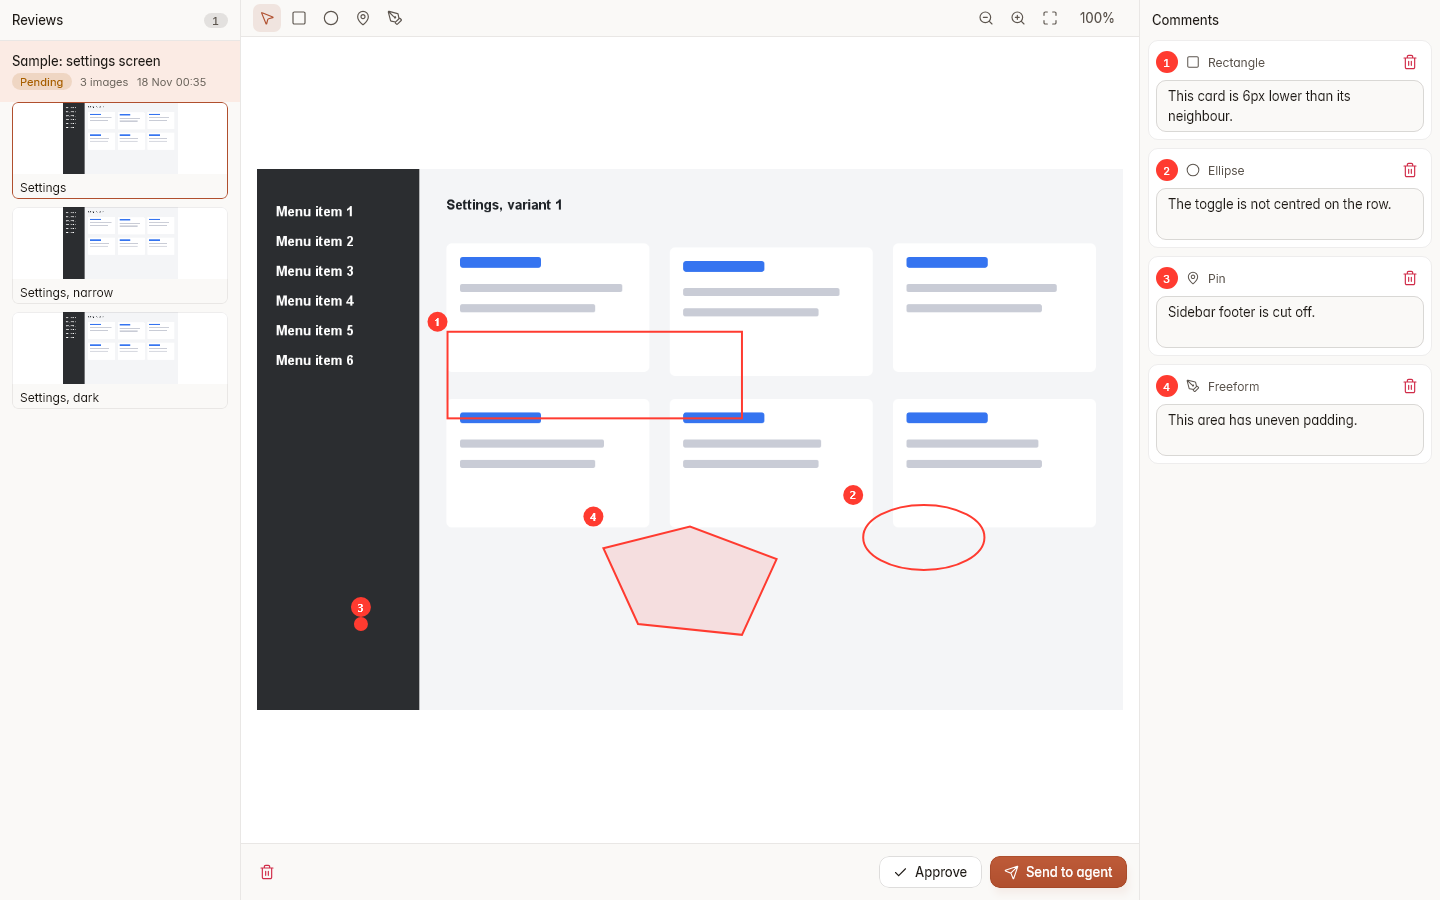 Reviews
1
Sample: settings screen
Pending
3 images
18 Nov 00:35
Settings
Settings, narrow
Settings, dark
100%
Menu item 1
Menu item 2
Menu item 3
Menu item 4
Menu item 5
Menu item 6
Settings, variant 1
1
2
4
3
Approve
Send to agent
Comments
1 Rectangle
This card is 6px lower than its
neighbour.
2 Ellipse
The toggle is not centred on the row.
3 Pin
Sidebar footer is cut off.
4 Freeform
This area has uneven padding.